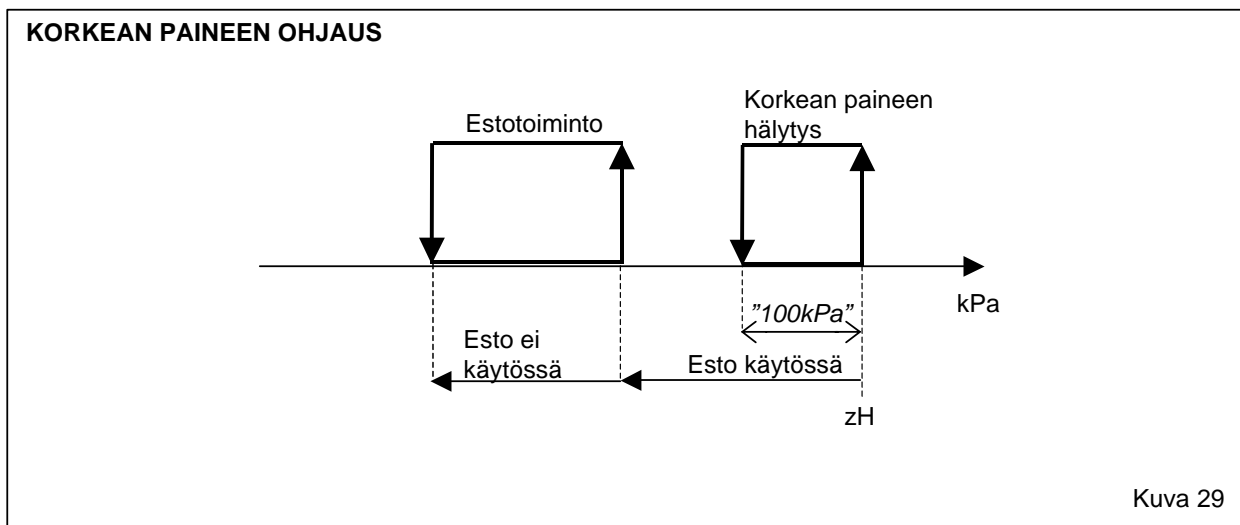 KORKEAN PAINEEN OHJAUS
Estotoiminto
Korkean paineen
hälytys
kPa
”100kPa”
Esto ei
käytössä
Esto käytössä
zH
Kuva 29